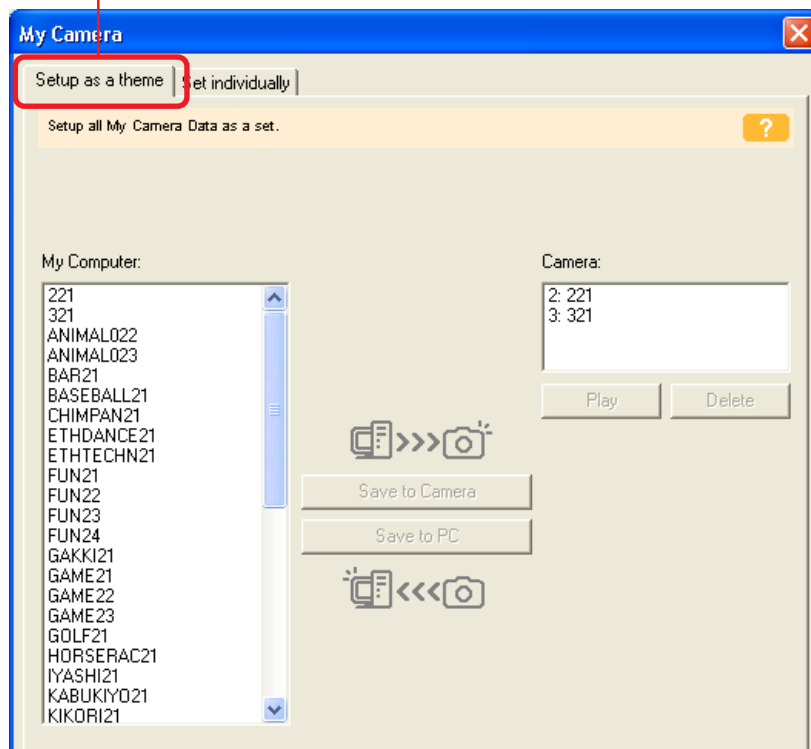 My Camera
Setup as a theme
Set individually
Setup all My Camera Data as a set.
?
My Computer:
221
321
ANIMAL022
ANIMAL023
BAR21
BASEBALL21
CHIMPAN21
ETHDANCE21
ETHTECHN21
FUN21
FUN22
FUN23
FUN24
GAKKI21
GAME21
GAME22
GAME23
GOLF21
HORSERAC21
IYASHI21
KABUKIYO21
KIKORI21
>>>
Save to Camera
Save to PC
<<<
Camera:
2: 221
3: 321
Play
Delete